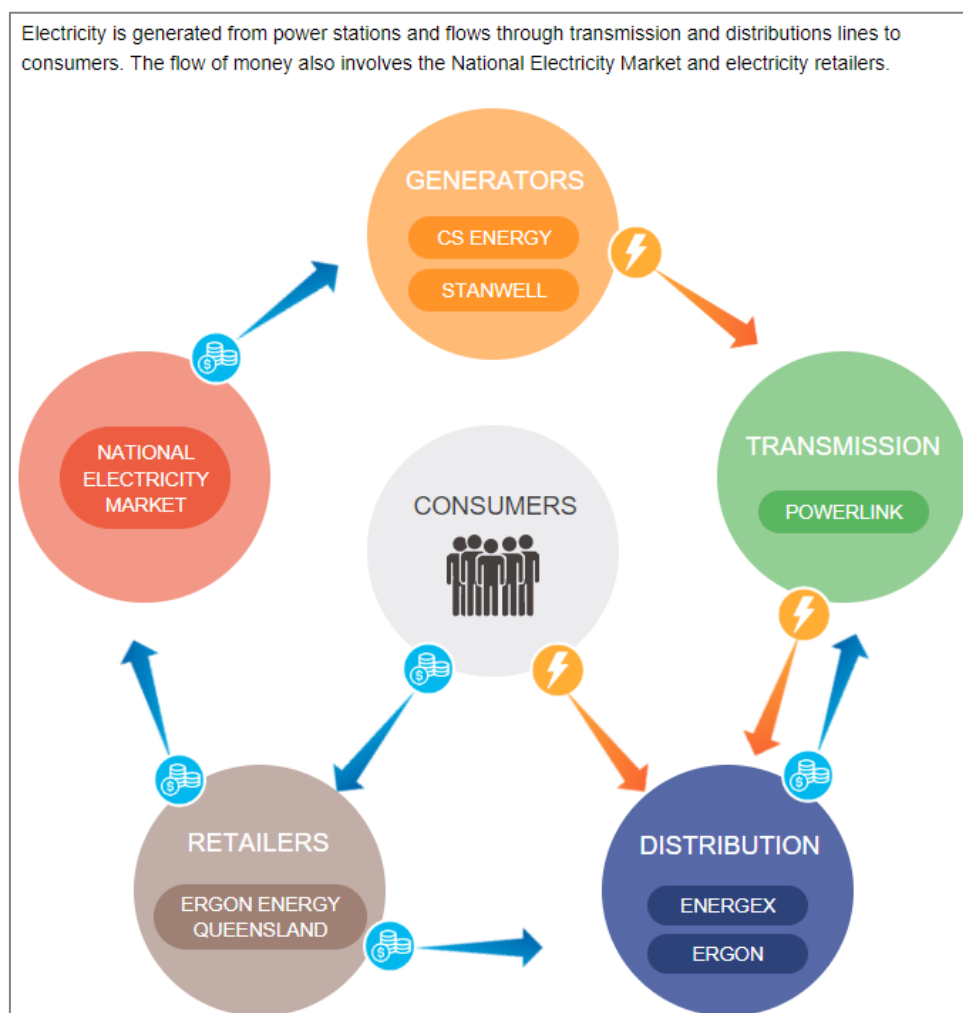 Electricity is generated from power stations and flows through transmission and distributions lines to
consumers. The flow of money also involves the National Electricity Market and electricity retailers.
GENERATORS
CS ENERGY
STANWELL
NATIONAL
ELECTRICITY
MARKET
TRANSMISSION
POWERLINK
CONSUMERS
RETAILERS
ERGON ENERGY
QUEENSLAND
DISTRIBUTION
ENERGEX
ERGON